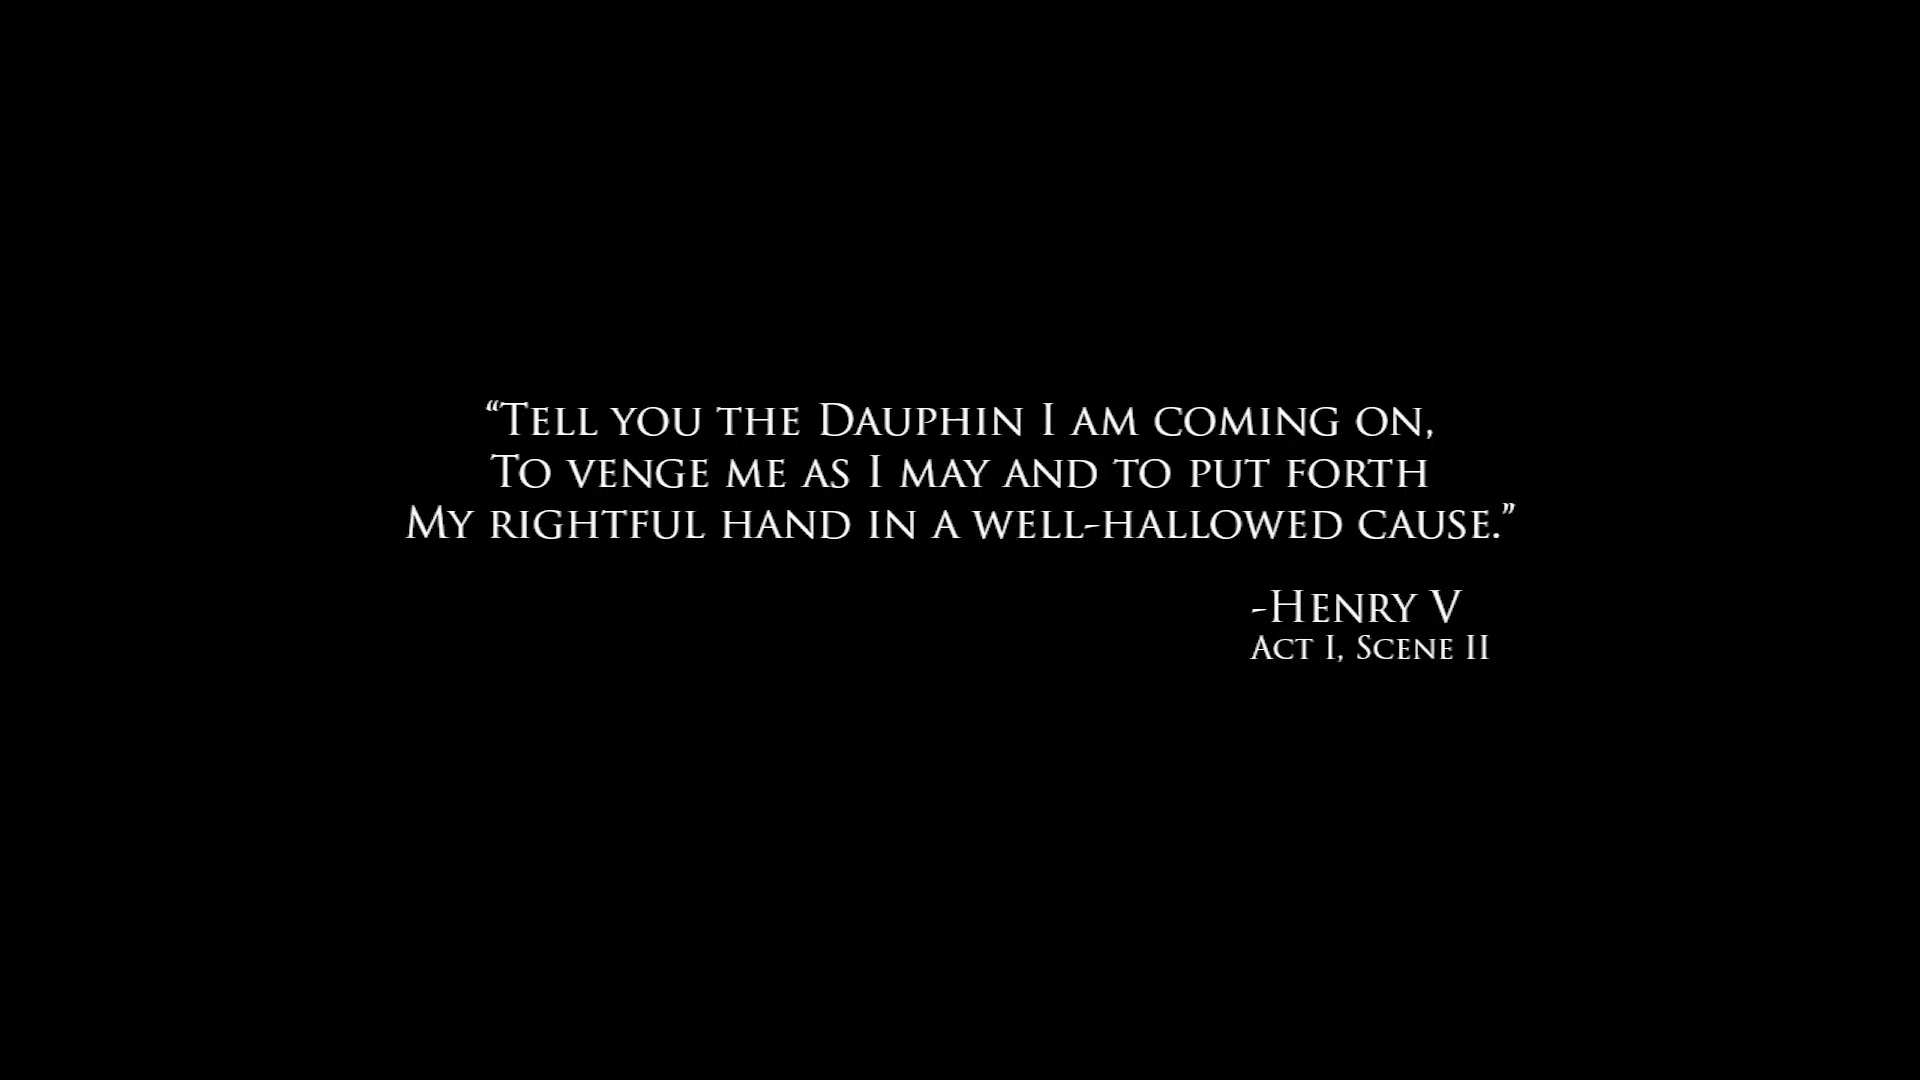 “Tell you the Dauphin I am coming on,
To venge me as I may and to put forth
My rightful hand in a well-hallowed cause.”
-Henry V
Act I, Scene II